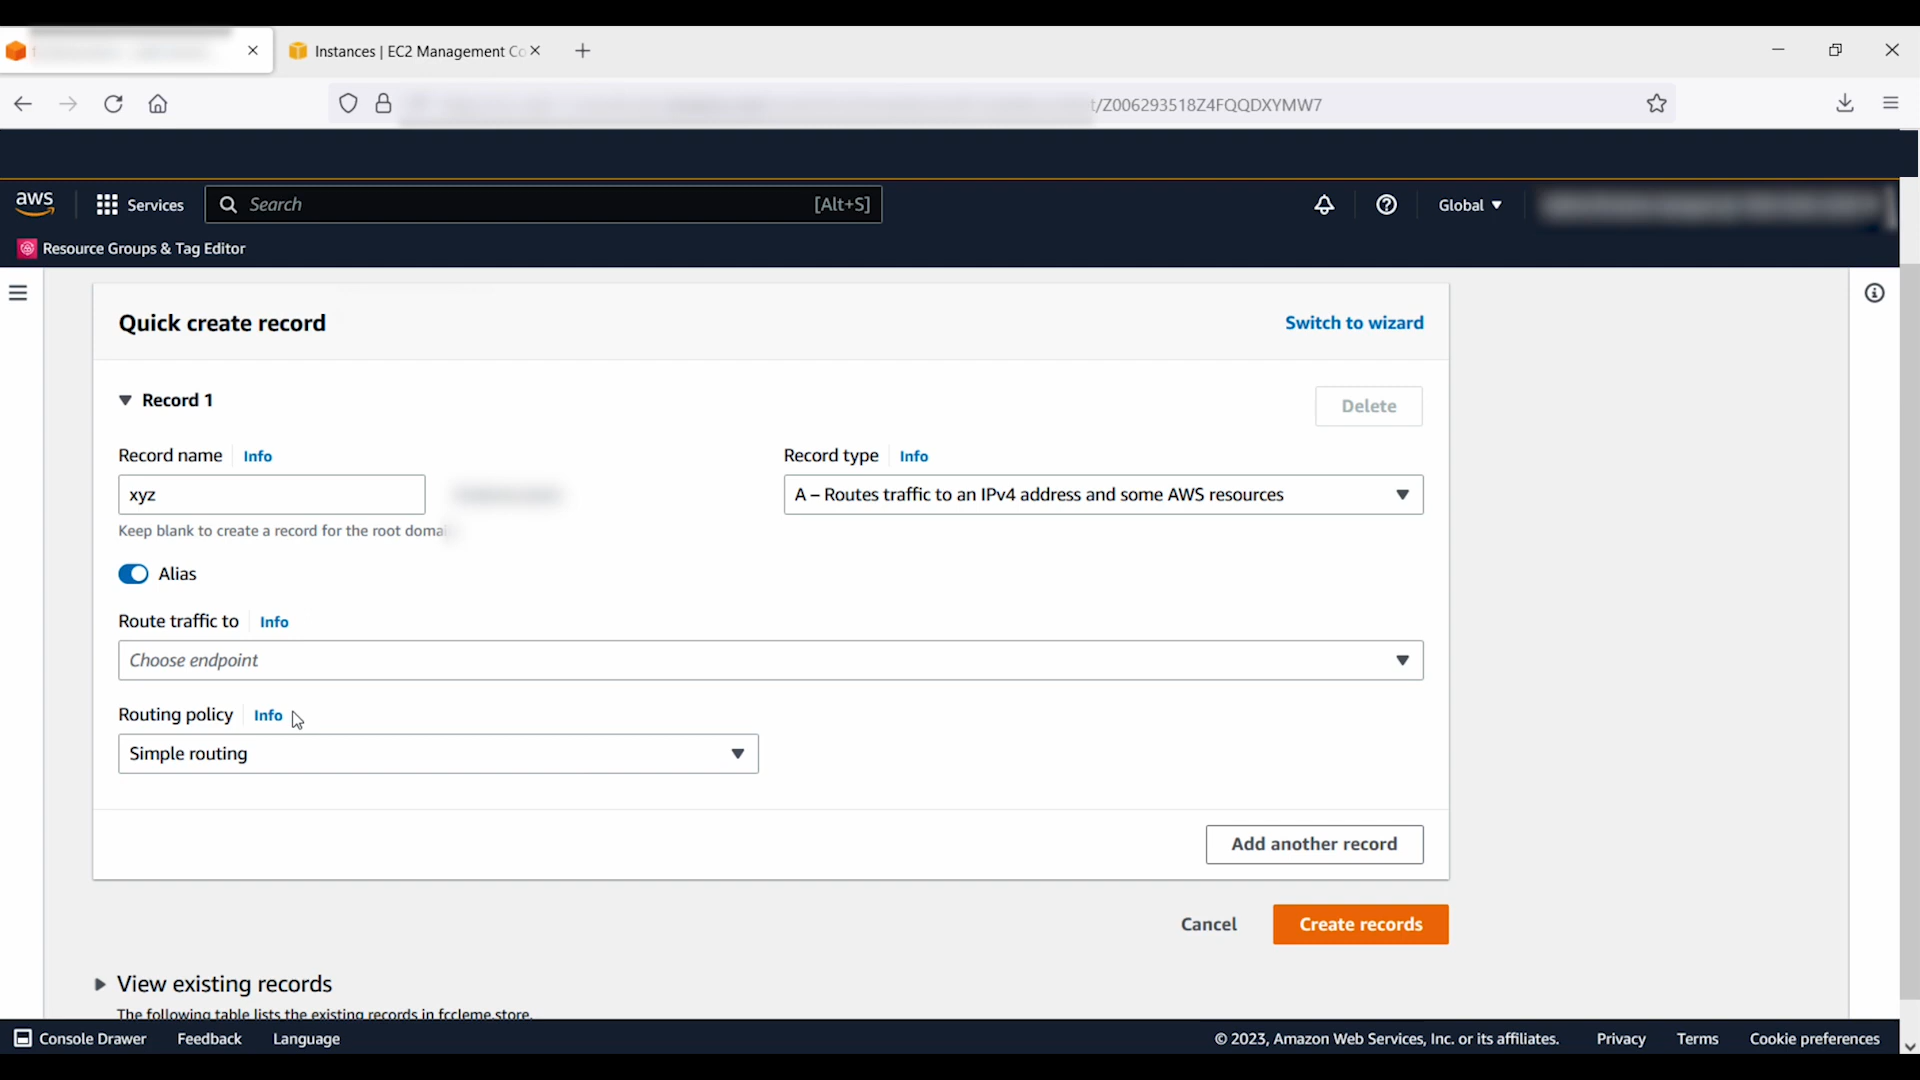 Instances | EC2 Management Co
t/Z006293518Z4FQQDXYMW7
aws
Services
Search
[Alt+S]
Global
Resource Groups & Tag Editor
Quick create record
Switch to wizard
Record 1
Delete
Record name Info
Record type Info
xyz
A – Routes traffic to an IPv4 address and some AWS resources
Keep blank to create a record for the root domai
Alias
Route traffic to Info
Choose endpoint
Routing policy Info
Simple routing
Add another record
Cancel
Create records
View existing records
The following table lists the existing records in fccleme.store.
Console Drawer
Feedback
Language
© 2023, Amazon Web Services, Inc. or its affiliates.
Privacy
Terms
Cookie preferences